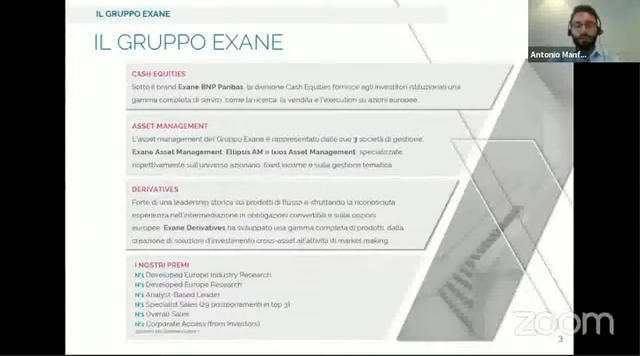 IL GRUPPO EXANE
IL GRUPPO EXANE
Antonio Manf...
CASH EQUITIES
Sotto il brand Exane BNP Paribas, la divisione Cash Equities fornisce agli investitori istituzionali una
gamma completa di servizi, come la ricerca, la vendita e l'execution su azioni europee.
ASSET MANAGEMENT
L'asset management del Gruppo Exane è rappresentato dalle sue 3 società di gestione:
Exane Asset Management, Ellipsis AM e Ixios Asset Management, specializzate
rispettivamente sull'universo azionario, fixed income e sulla gestione tematica.
DERIVATIVES
Forte di una leadership storica sui prodotti di flusso e sfruttando la riconosciuta
esperienza nell'intermediazione in obbligazioni convertibili e sulle opzioni
europee, Exane Derivatives ha sviluppato una gamma completa di prodotti, dalla
creazione di soluzioni d'investimento cross-asset all'attività di market making.
I NOSTRI PREMI
N°1 Developed Europe Industry Research
N°1 Developed Europe Research
N°1 Analyst-Based Leader
N°1 Specialist Sales (29 posizionamenti in top 3)
N°1 Overall Sales
N°2 Corporate Access (from Investors)
zoom
3